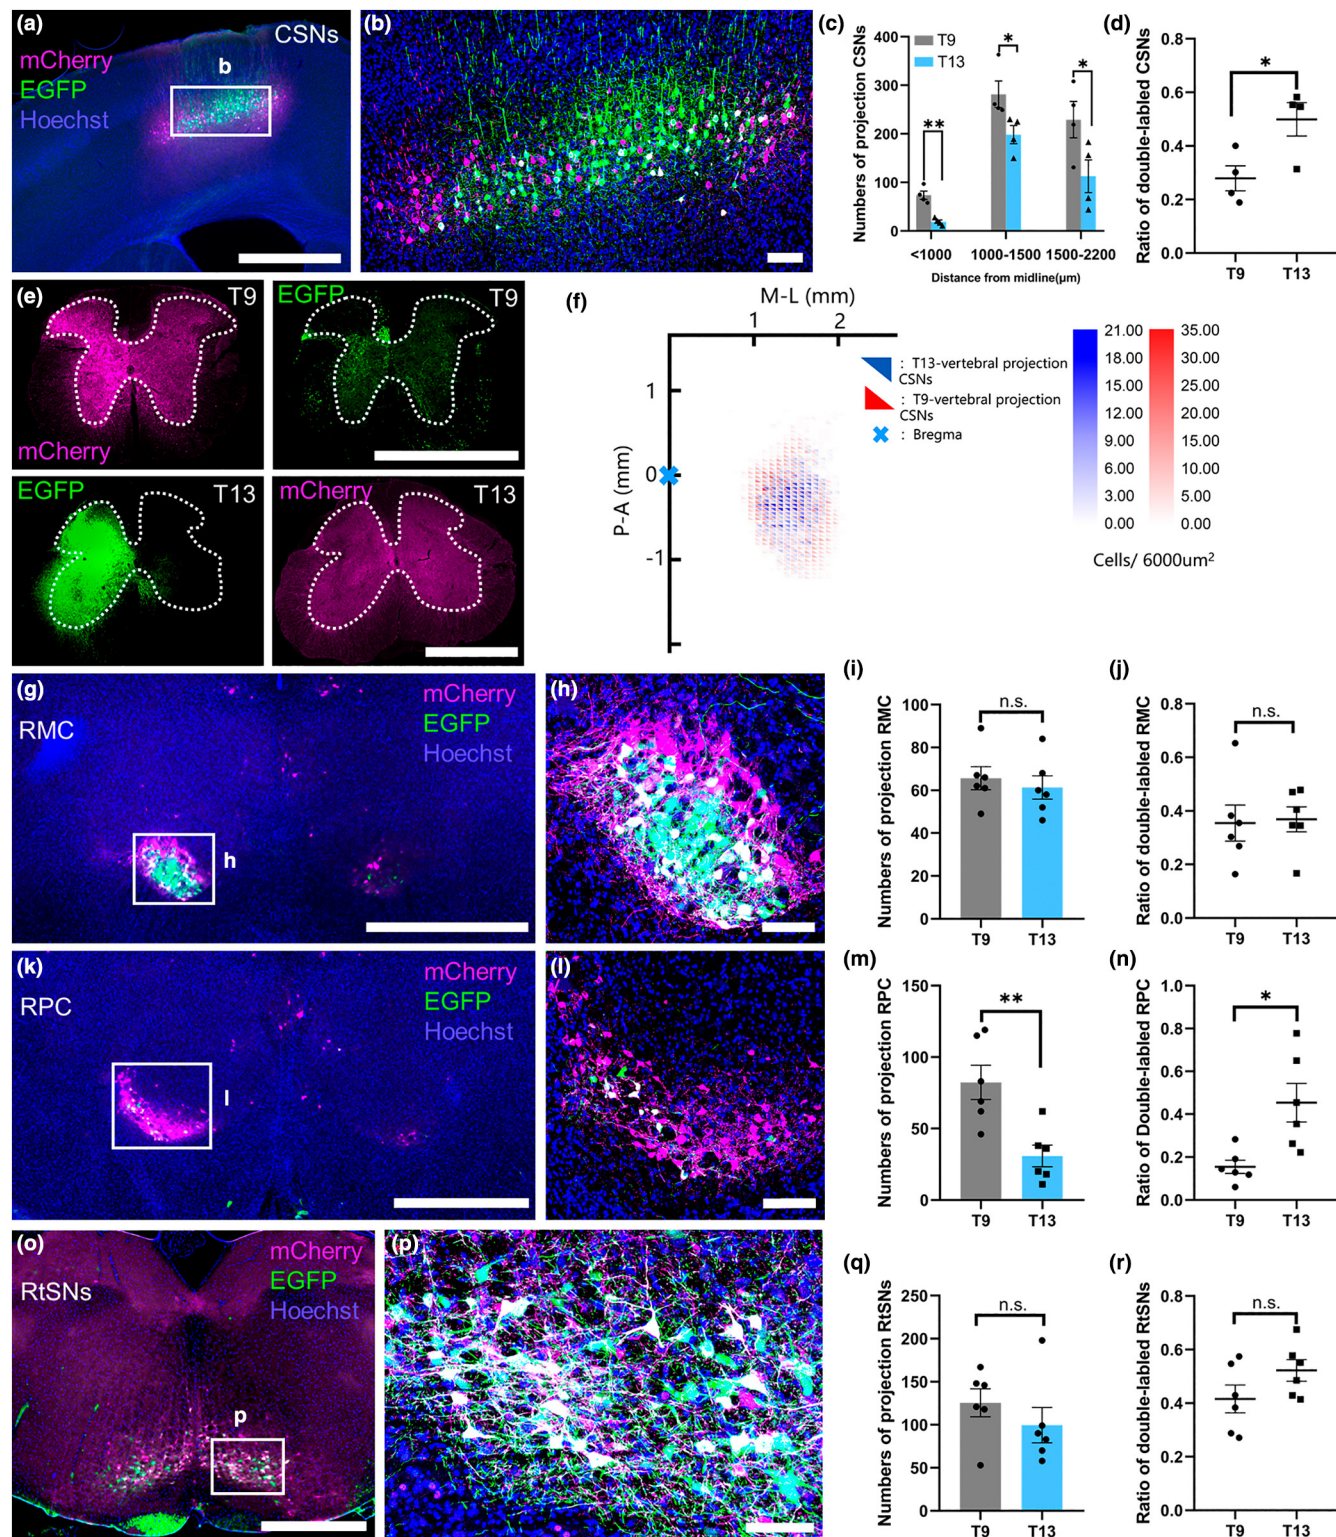 (a)
CSNs
mCherry
EGFP
Hoechst
b
(b)
(c)
T9
T13
Numbers of projection CSNs
400
300
200
100
0
**
*
*
<1000 1000-1500 1500-2200
Distance from midline(μm)
(d)
Ratio of double-labled CSNs
0.8
0.6
0.4
0.2
0.0
*
T9 T13
(e)
T9
mCherry
EGFP
T9
EGFP
T13
mCherry
T13
(f)
M-L (mm)
1 2
P-A (mm)
1
0
-1
: T13-vertebral projection
CSNs
: T9-vertebral projection
CSNs
: Bregma
21.00
18.00
15.00
12.00
9.00
6.00
3.00
0.00
35.00
30.00
25.00
20.00
15.00
10.00
5.00
0.00
Cells/ 6000um²
(g)
RMC
mCherry
EGFP
Hoechst
h
(h)
(i)
Numbers of projection RMC
100
80
60
40
20
0
n.s.
T9 T13
(j)
Ratio of double-labled RMC
0.8
0.6
0.4
0.2
0.0
n.s.
T9 T13
(k)
RPC
mCherry
EGFP
Hoechst
l
(l)
(m)
Numbers of projection RPC
150
100
50
0
**
T9 T13
(n)
Ratio of Double-labled RPC
1.0
0.8
0.6
0.4
0.2
0.0
*
T9 T13
(o)
RtSNs
mCherry
EGFP
Hoechst
p
(p)
(q)
Numbers of projection RtSNs
250
200
150
100
50
0
n.s.
T9 T13
(r)
Ratio of double-labled RtSNs
0.8
0.6
0.4
0.2
0.0
n.s.
T9 T13